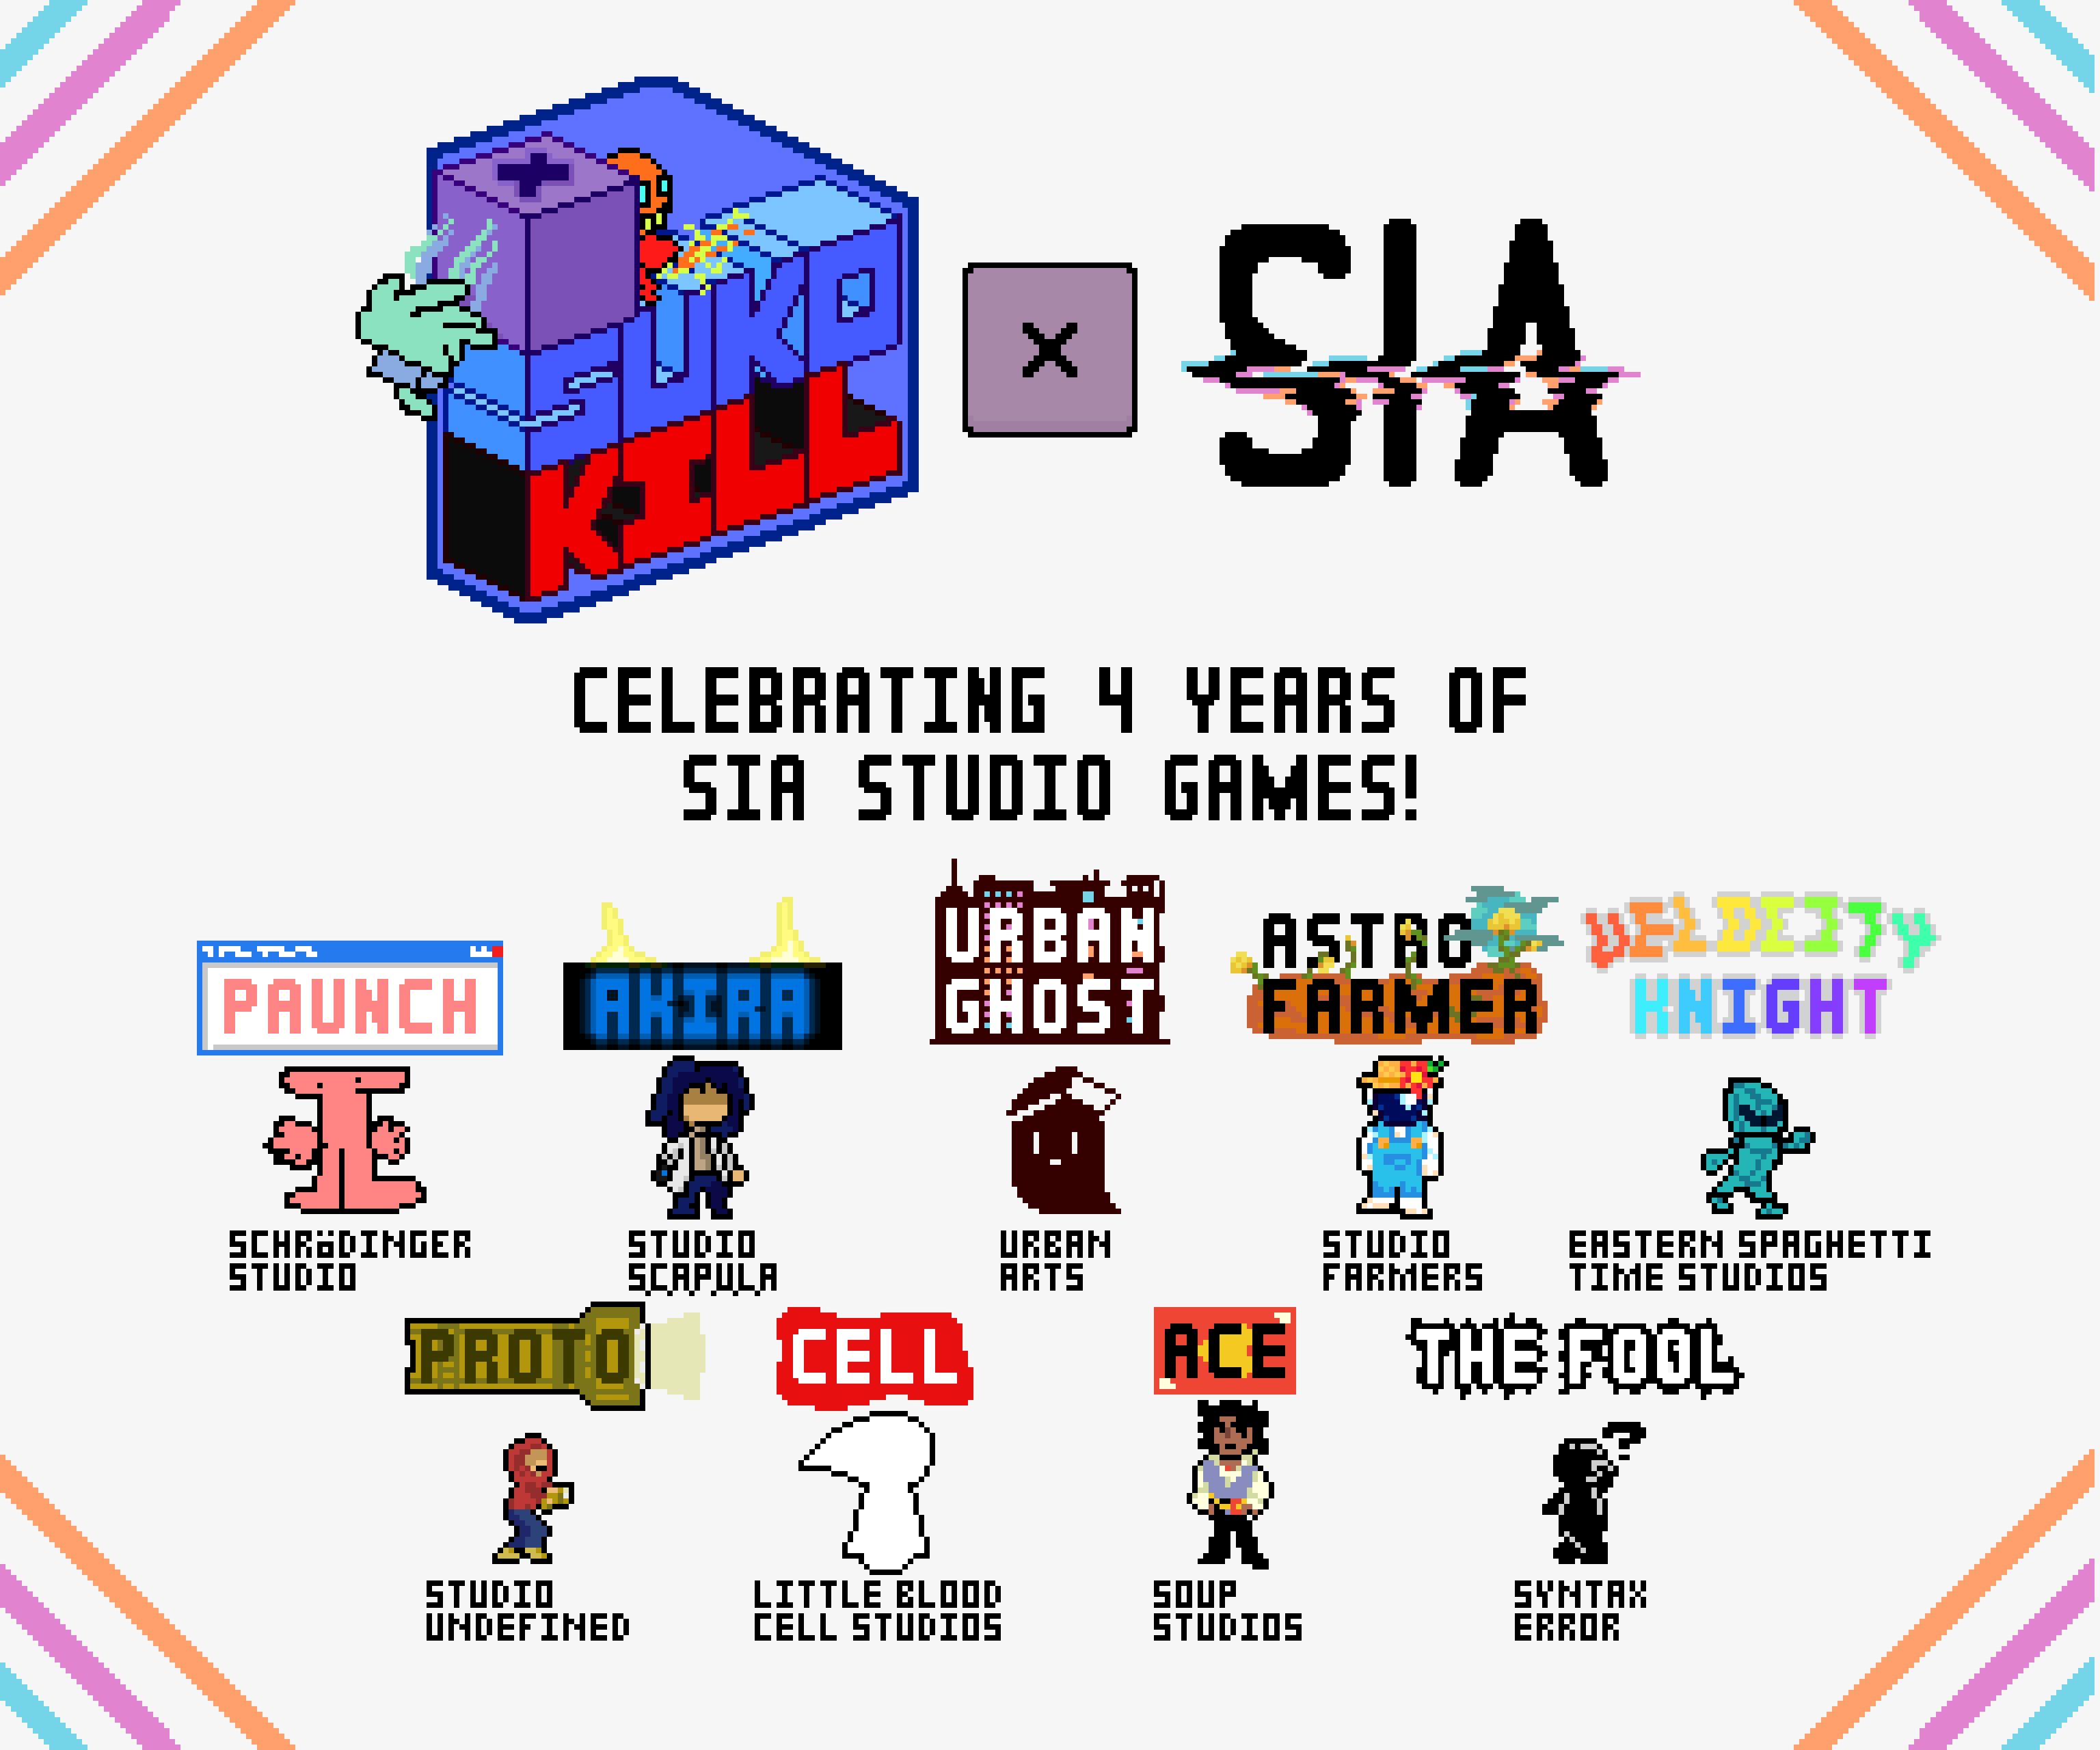 SUKO
KILL
X
SIA
CELEBRATING 4 YEARS OF
SIA STUDIO GAMES!
PAUNCH
AKIRA
URBAN
GHOST
ASTRO
FARMER
VELOCITY
KNIGHT
SCHRöDINGER
STUDIO
STUDIO
SCAPULA
URBAN
ARTS
STUDIO
FARMERS
EASTERN SPAGHETTI
TIME STUDIOS
PROTO
CELL
ACE
THE FOOL
?
STUDIO
UNDEFINED
LITTLE BLOOD
CELL STUDIOS
SOUP
STUDIOS
SYNTAX
ERROR